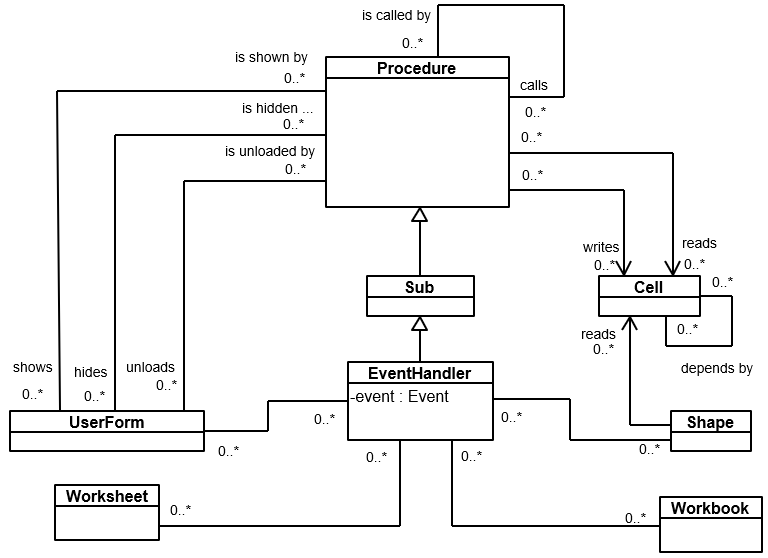 is called by
0..*
is shown by
0..*
Procedure
calls
0..*
is hidden ...
0..*
0..*
is unloaded by
0..*
0..*
writes
reads
0..*
0..*
Sub
Cell
0..*
0..*
reads
0..*
depends by
shows
hides
unloads
0..*
0..*
0..*
EventHandler
-event : Event
UserForm
0..*
0..*
0..*
Shape
0..*
0..*
0..*
Worksheet
0..*
Workbook
0..*